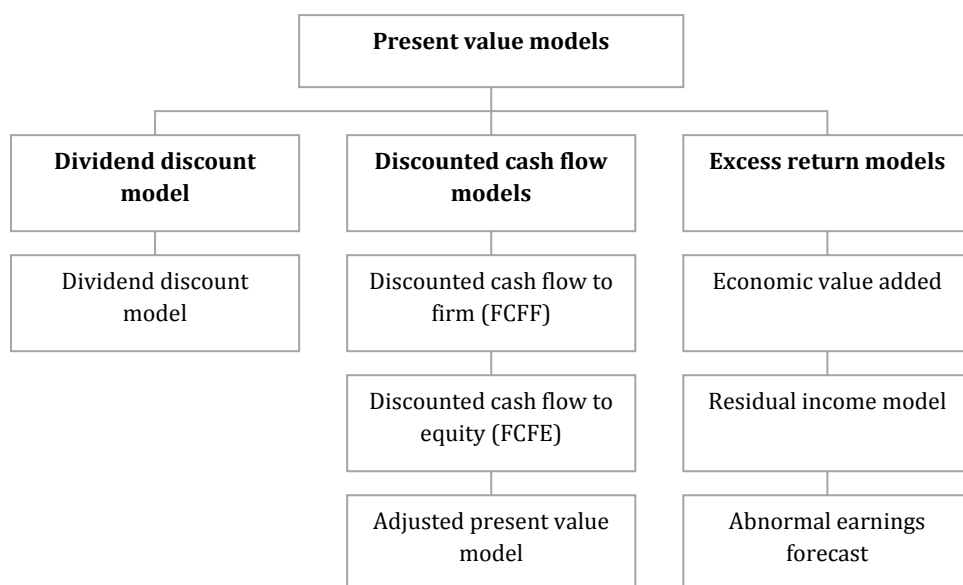 Present value models
Dividend discount
model
Discounted cash flow
models
Excess return models
Dividend discount
model
Discounted cash flow to
firm (FCFF)
Economic value added
Discounted cash flow to
equity (FCFE)
Residual income model
Adjusted present value
model
Abnormal earnings
forecast